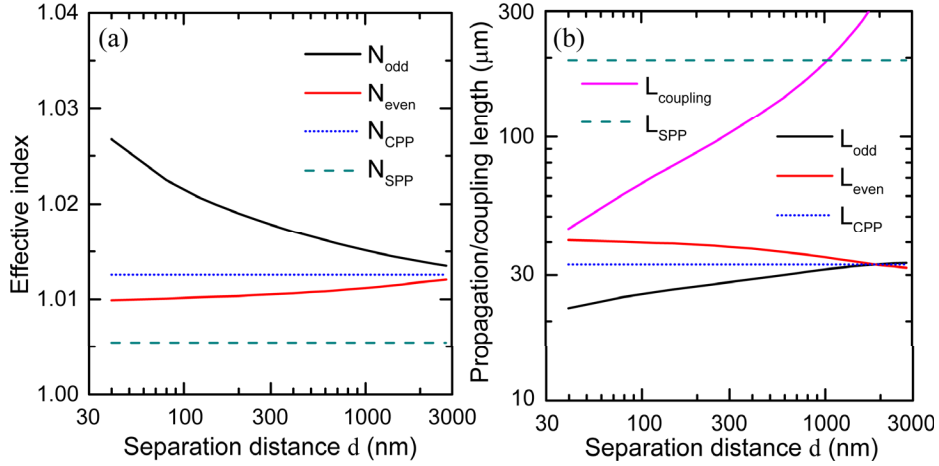 (a)
1.04
1.03
1.02
1.01
1.00
Effective index
N_odd
N_even
N_CPP
N_SPP
30
100
300
1000
3000
Separation distance d (nm)
(b)
300
100
30
10
Propagation/coupling length (μm)
L_coupling
L_SPP
L_odd
L_even
L_CPP
30
100
300
1000
3000
Separation distance d (nm)